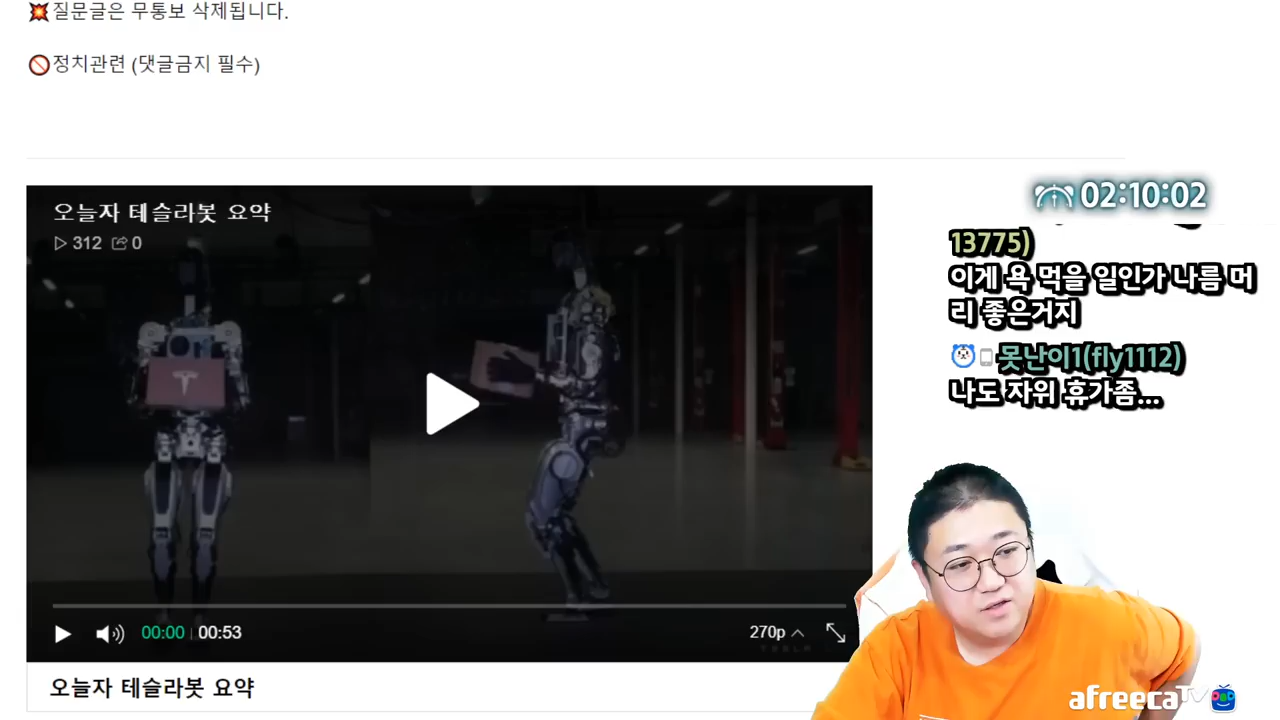 💥질문글은 무통보 삭제됩니다.
🚫정치관련 (댓글금지 필수)
오늘자 테슬라봇 요약
312 0
02:10:02
13775)
이게 욕 먹을 일인가 나름 머
리 좋은거지
못난이1(fly1112)
나도 자위 휴가좀...
00:00 00:53
270p
TESLA
오늘자 테슬라봇 요약
afreecaTV